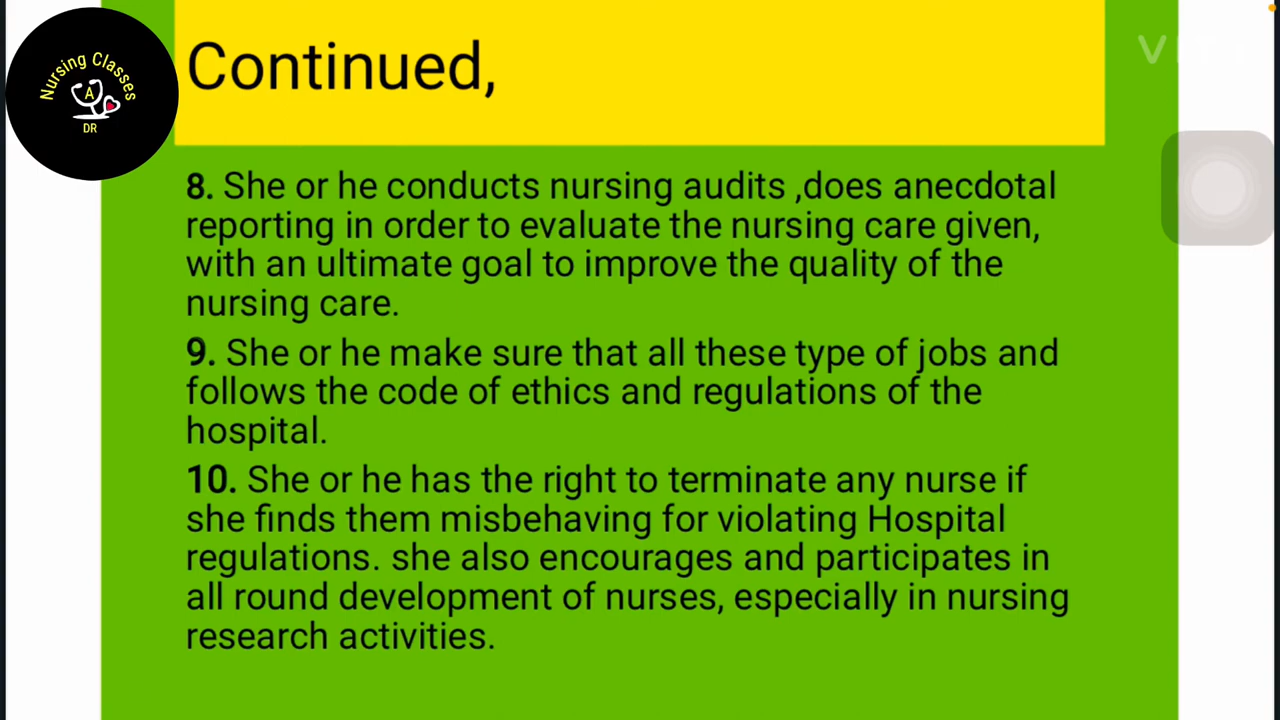 Nursing Classes
A
DR
Continued,
8. She or he conducts nursing audits ,does anecdotal
reporting in order to evaluate the nursing care given,
with an ultimate goal to improve the quality of the
nursing care.
9. She or he make sure that all these type of jobs and
follows the code of ethics and regulations of the
hospital.
10. She or he has the right to terminate any nurse if
she finds them misbehaving for violating Hospital
regulations. she also encourages and participates in
all round development of nurses, especially in nursing
research activities.